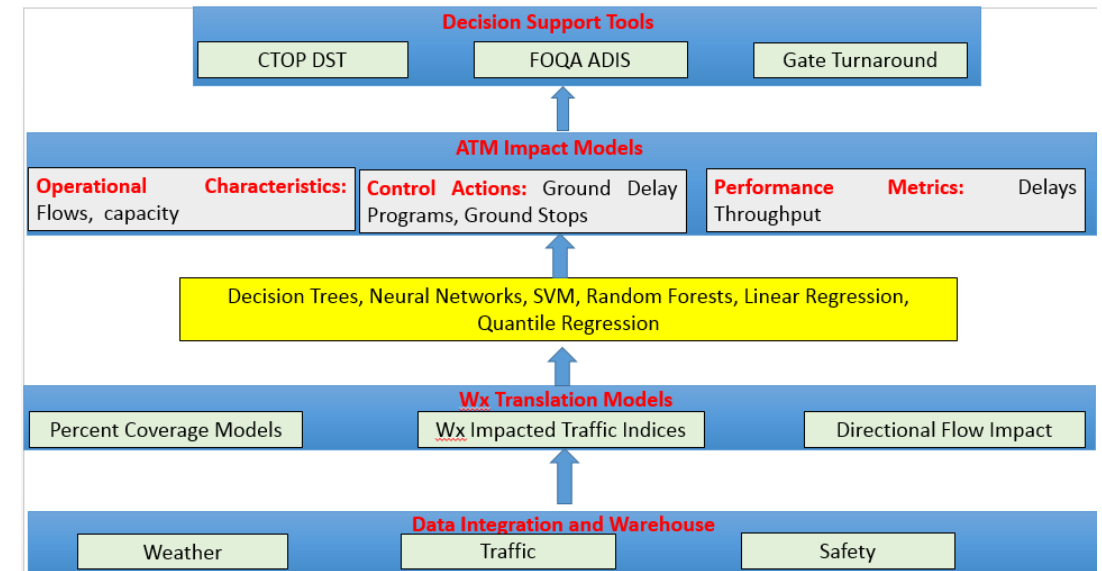 Decision Support Tools
CTOP DST
FOQA ADIS
Gate Turnaround
ATM Impact Models
Operational Characteristics:
Flows, capacity
Control Actions: Ground Delay
Programs, Ground Stops
Performance Metrics: Delays
Throughput
Decision Trees, Neural Networks, SVM, Random Forests, Linear Regression,
Quantile Regression
Wx Translation Models
Percent Coverage Models
Wx Impacted Traffic Indices
Directional Flow Impact
Data Integration and Warehouse
Weather
Traffic
Safety